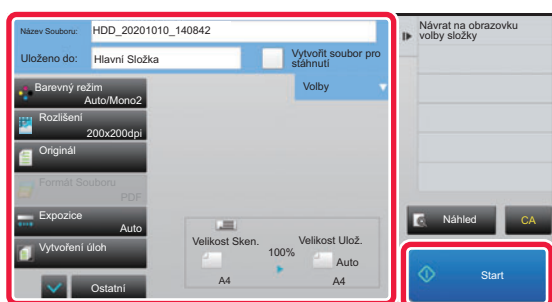 Název Souboru: HDD_20201010_140842
Uloženo do: Hlavní Složka
Vytvořit soubor pro
stáhnutí
Volby
Barevný režim
Auto/Mono2
Rozlišení
200x200dpi
Originál
Formát Souboru
PDF
Expozice
Auto
Vytvoření úloh
Ostatní
Velikost Sken.
A4
100%
Velikost Ulož.
Auto
A4
Návrat na obrazovku
volby složky
Náhled
CA
Start